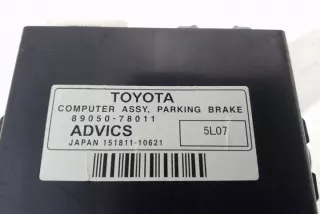 TOYOTA
COMPUTER ASSY, PARKING BRAKE
89050-78011
ADVICS 5L07
JAPAN 151811-10621